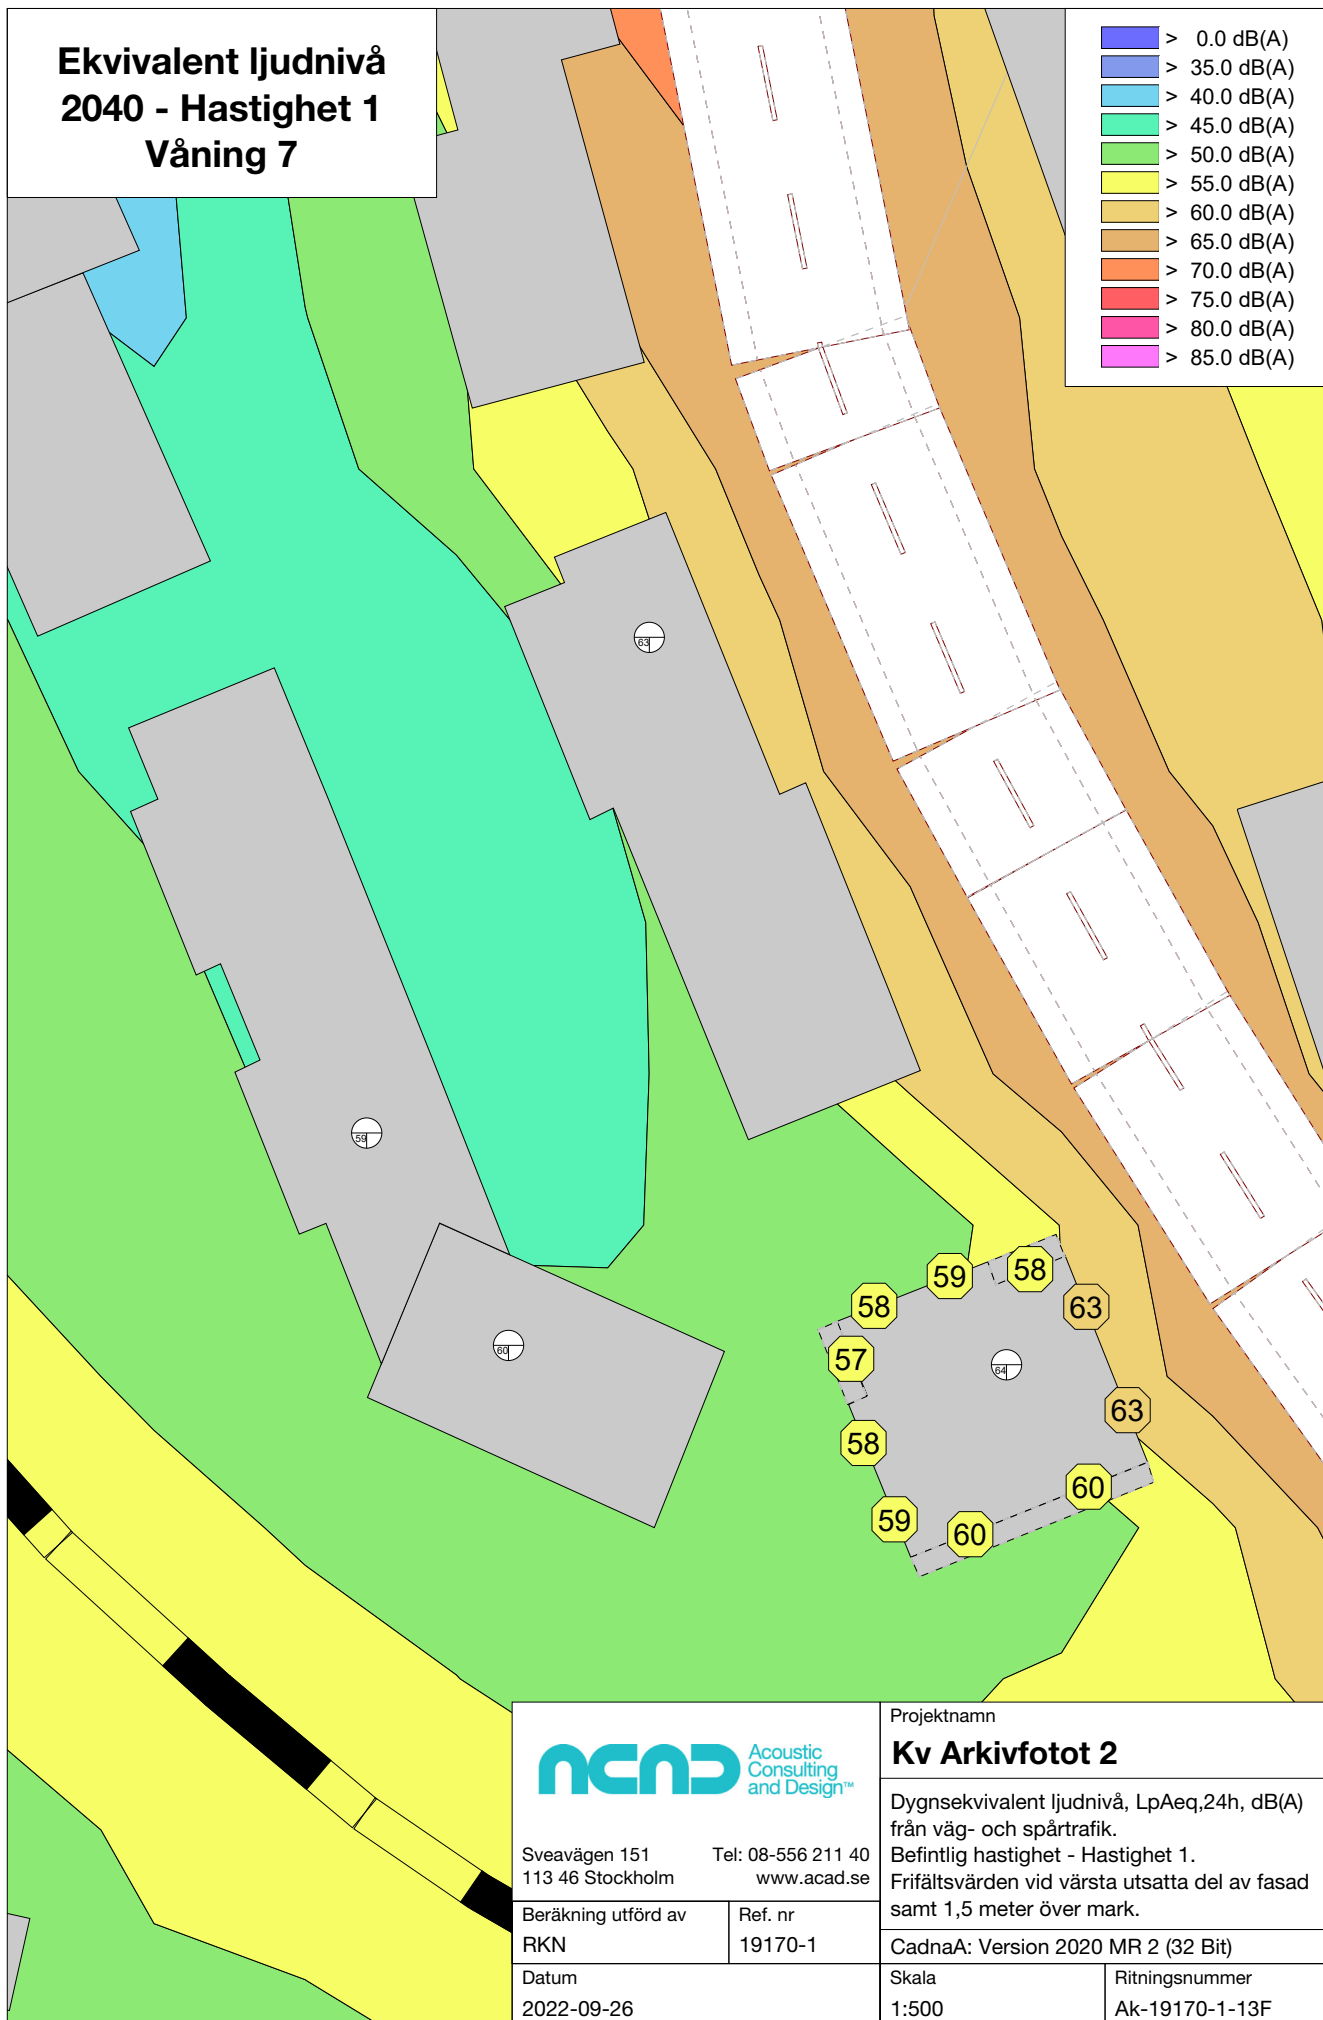 Ekvivalent ljudnivå
2040 - Hastighet 1
Våning 7
> 0.0 dB(A)
> 35.0 dB(A)
> 40.0 dB(A)
> 45.0 dB(A)
> 50.0 dB(A)
> 55.0 dB(A)
> 60.0 dB(A)
> 65.0 dB(A)
> 70.0 dB(A)
> 75.0 dB(A)
> 80.0 dB(A)
> 85.0 dB(A)
63
59
60
64
58
59
58
63
57
63
58
60
59
60
ACAD
Acoustic
Consulting
and Design™
Sveavägen 151
113 46 Stockholm
Tel: 08-556 211 40
www.acad.se
Beräkning utförd av
RKN
Ref. nr
19170-1
Datum
2022-09-26
Projektnamn
Kv Arkivfotot 2
Dygnsekvivalent ljudnivå, LpAeq,24h, dB(A)
från väg- och spårtrafik.
Befintlig hastighet - Hastighet 1.
Frifältsvärden vid värsta utsatta del av fasad
samt 1,5 meter över mark.
CadnaA: Version 2020 MR 2 (32 Bit)
Skala
1:500
Ritningsnummer
Ak-19170-1-13F